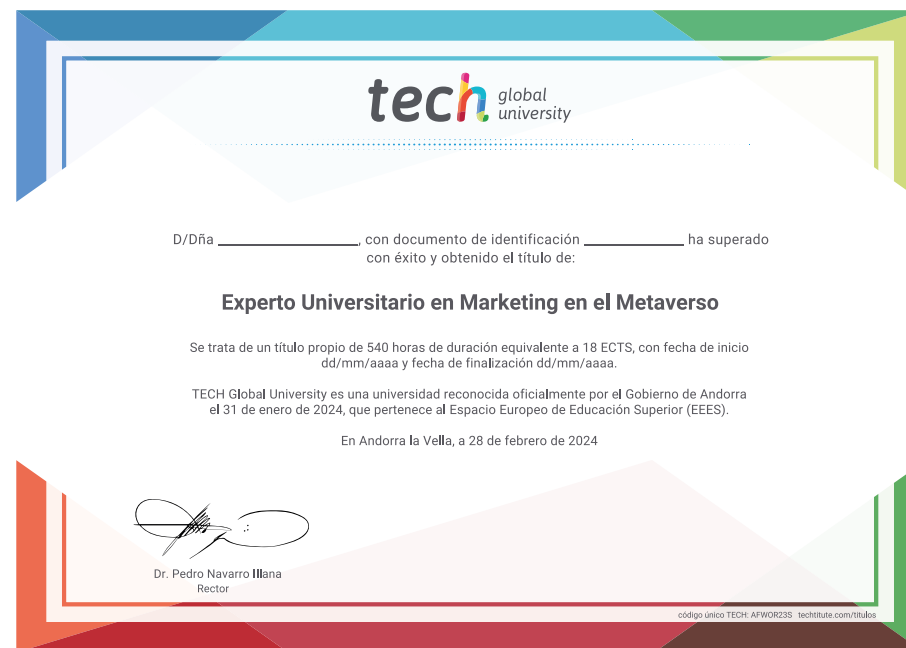 tech global university
D/Dña ______________, con documento de identificación __________ ha superado
con éxito y obtenido el título de:
Experto Universitario en Marketing en el Metaverso
Se trata de un título propio de 540 horas de duración equivalente a 18 ECTS, con fecha de inicio
dd/mm/aaaa y fecha de finalización dd/mm/aaaa.
TECH Global University es una universidad reconocida oficialmente por el Gobierno de Andorra
el 31 de enero de 2024, que pertenece al Espacio Europeo de Educación Superior (EEES).
En Andorra la Vella, a 28 de febrero de 2024
Dr. Pedro Navarro Illana
Rector
código único TECH: AFWOR23S techtitute.com/titulos